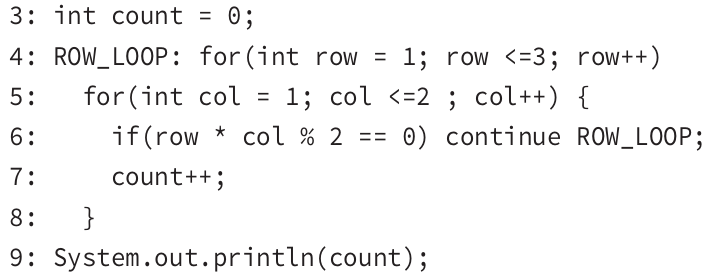 3: int count = 0;
4: ROW_LOOP: for(int row = 1; row <=3; row++)
5:   for(int col = 1; col <=2 ; col++) {
6:     if(row * col % 2 == 0) continue ROW_LOOP;
7:     count++;
8:   }
9: System.out.println(count);